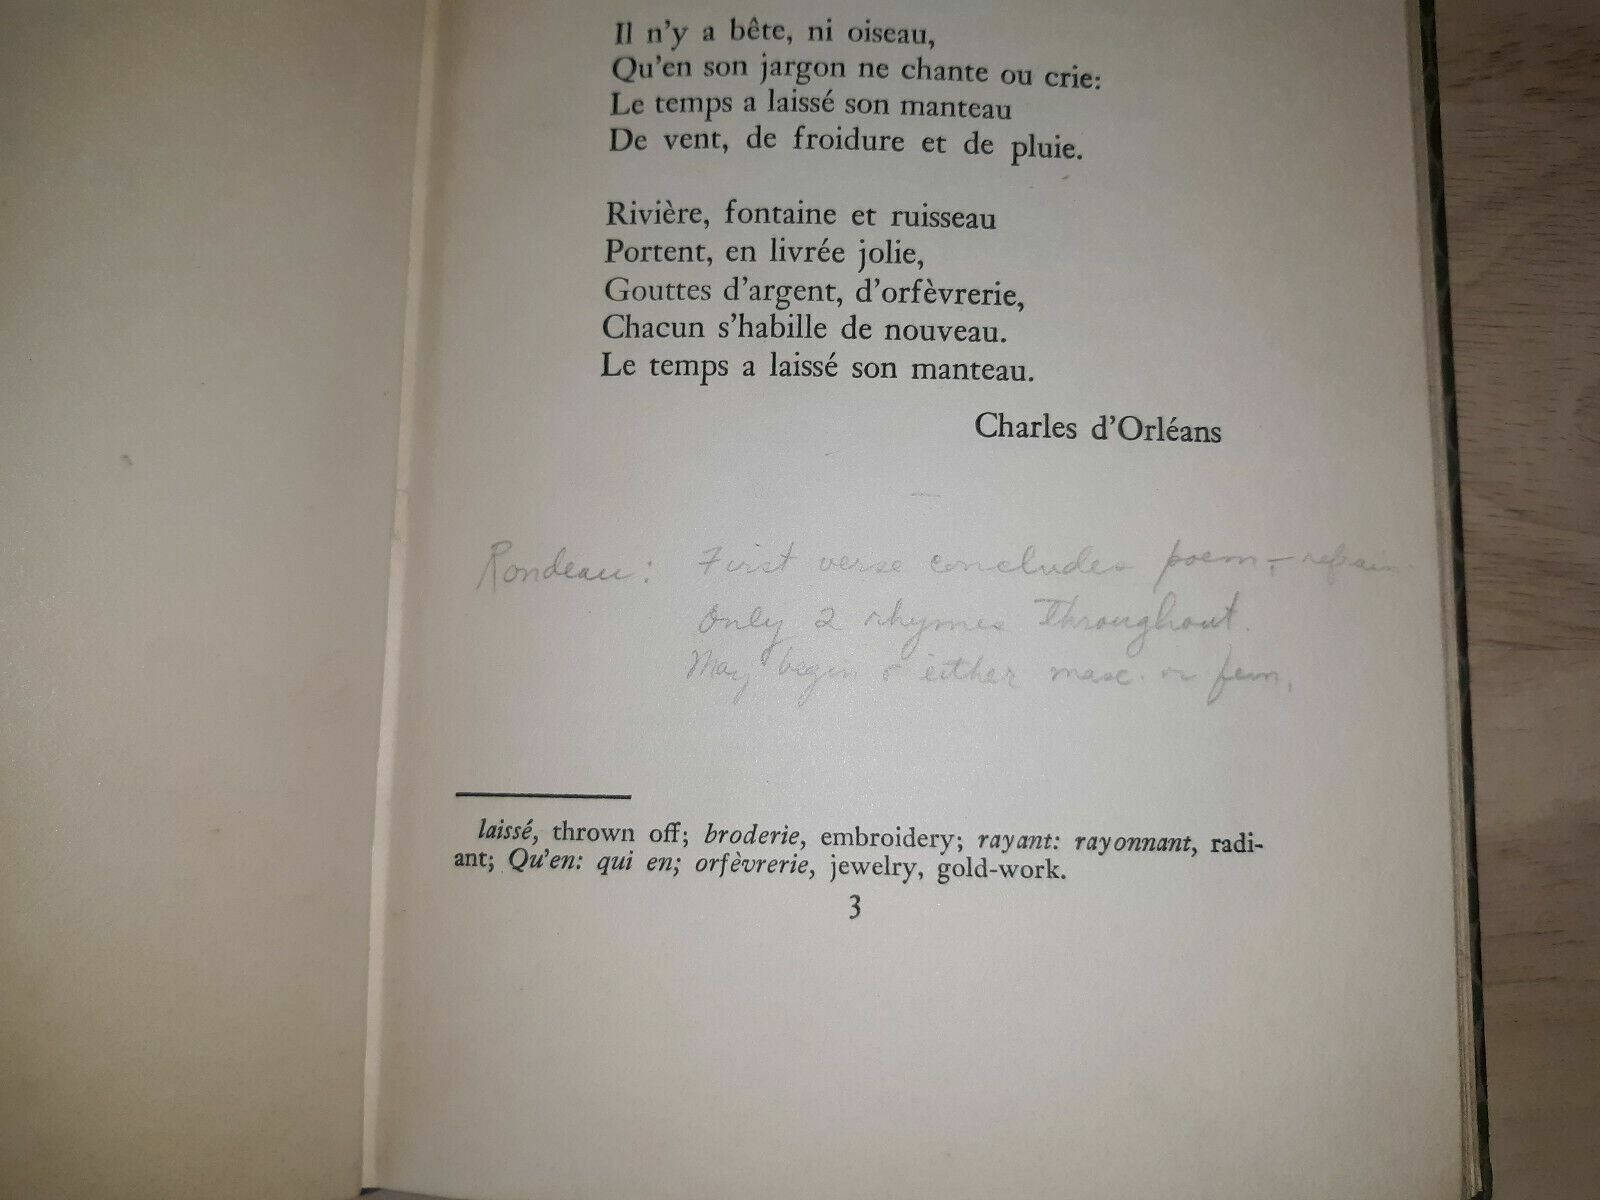 Il n'y a bête, ni oiseau,
Qu'en son jargon ne chante ou crie:
Le temps a laissé son manteau
De vent, de froidure et de pluie.
Rivière, fontaine et ruisseau
Portent, en livrée jolie,
Gouttes d'argent, d'orfèvrerie,
Chacun s'habille de nouveau.
Le temps a laissé son manteau.
Charles d'Orléans
Rondeau: First verse concludes poem, - refrain.
Only 2 rhymes throughout.
May begin either masc. or fem.
laissé, thrown off; broderie, embroidery; rayant: rayonnant, radi-
ant; Qu'en: qui en; orfèvrerie, jewelry, gold-work.
3